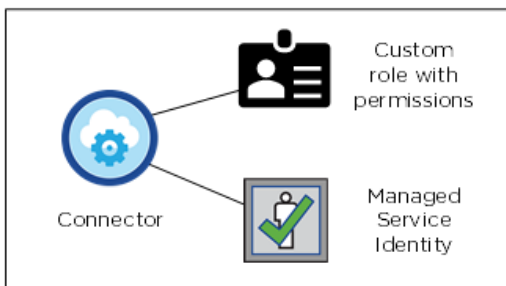 Custom
role with
permissions
Connector
Managed
Service
Identity